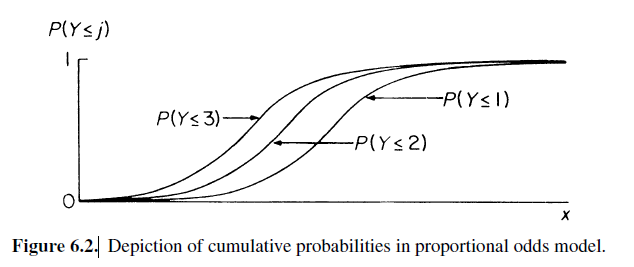 P(Y≤j)
1
P(Y≤3)
P(Y≤1)
P(Y≤2)
0
x
Figure 6.2. Depiction of cumulative probabilities in proportional odds model.